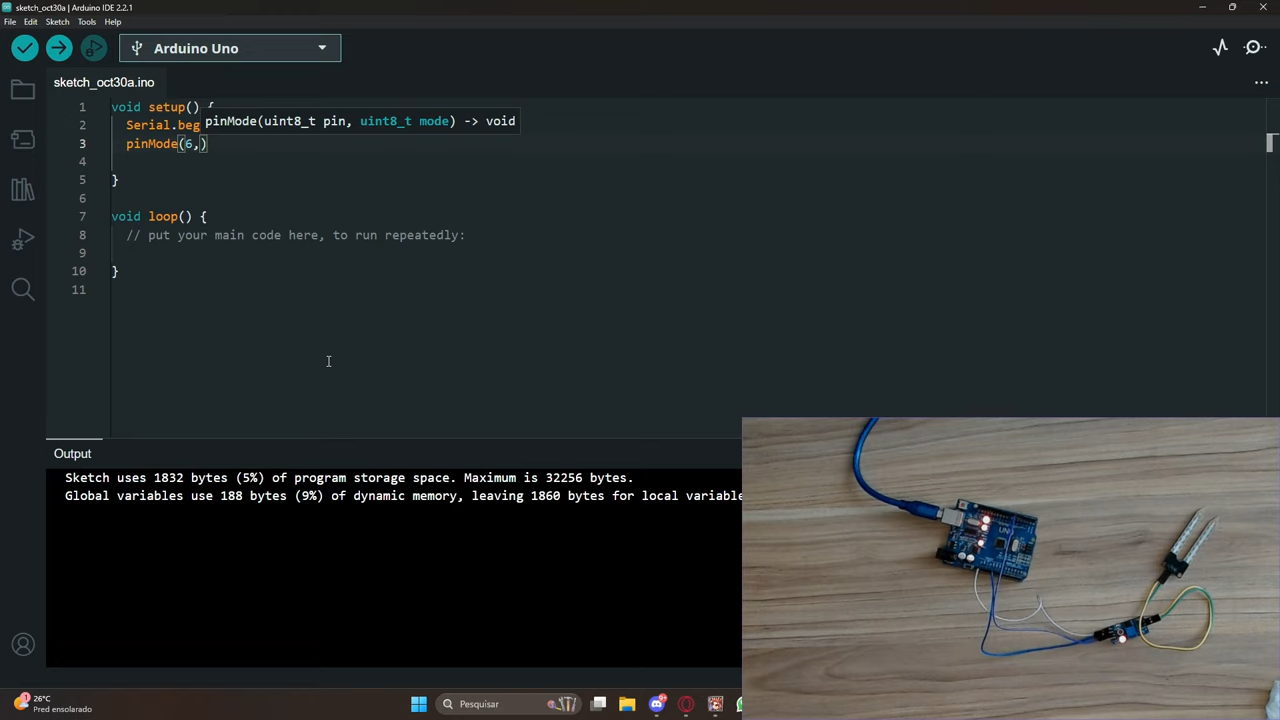 sketch_oct30a | Arduino IDE 2.2.1
File Edit Sketch Tools Help
Arduino Uno
sketch_oct30a.ino
1 void setup() {
pinMode(uint8_t pin, uint8_t mode) -> void
2 Serial.beg
3 pinMode(6,)
4
5 }
6
7 void loop() {
8 // put your main code here, to run repeatedly:
9
10 }
11
Output
Sketch uses 1832 bytes (5%) of program storage space. Maximum is 32256 bytes.
Global variables use 188 bytes (9%) of dynamic memory, leaving 1860 bytes for local variable
UNO
1
26°C
Pred ensolarado
Pesquisar